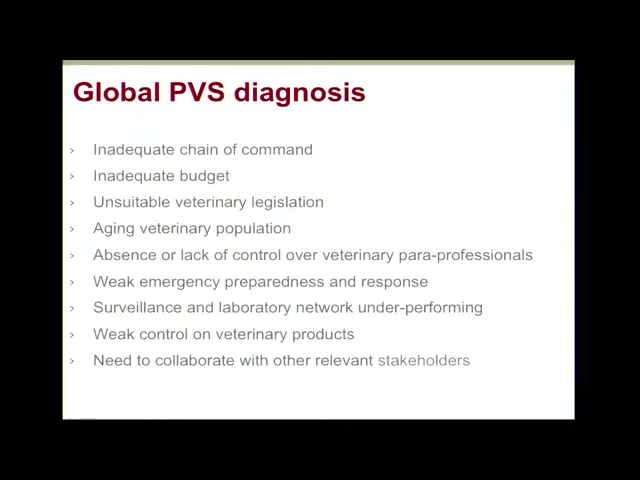 Global PVS diagnosis
› Inadequate chain of command
› Inadequate budget
› Unsuitable veterinary legislation
› Aging veterinary population
› Absence or lack of control over veterinary para-professionals
› Weak emergency preparedness and response
› Surveillance and laboratory network under-performing
› Weak control on veterinary products
› Need to collaborate with other relevant stakeholders